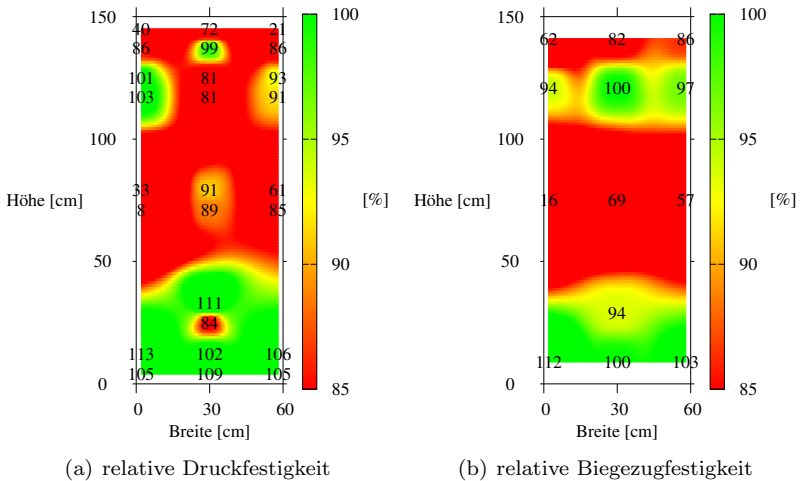 150
40 72 21
86 99 86
101 81 93
103 81 91
100
33 91 61
8 89 85
Höhe [cm]
50
111
84
113 102 106
105 109 105
0
0 30 60
Breite [cm]
100
95
[%]
90
85
(a) relative Druckfestigkeit
150
62 82 86
94 100 97
100
16 69 57
Höhe [cm]
50
94
112 100 103
0
0 30 60
Breite [cm]
100
95
[%]
90
85
(b) relative Biegezugfestigkeit